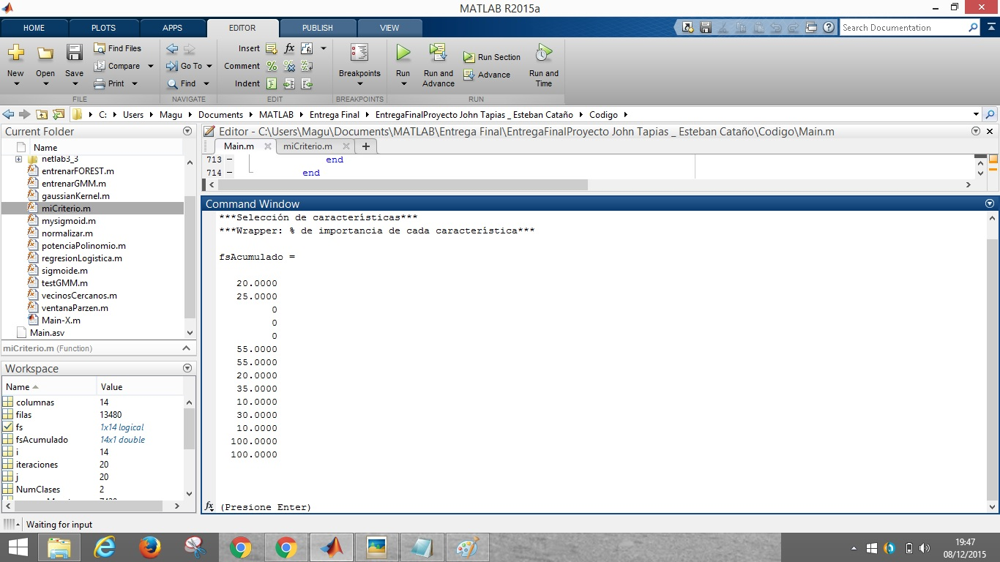 MATLAB R2015a
HOME PLOTS APPS EDITOR PUBLISH VIEW
Search Documentation
New Open Save Find Files Compare Print
FILE
Go To Find
NAVIGATE
Insert Comment Indent
EDIT
Breakpoints
BREAKPOINTS
Run Run and Advance Run Section Advance Run and Time
RUN
C: Users Magu Documents MATLAB Entrega Final EntregaFinalProyecto John Tapias _ Esteban Cataño Codigo
Current Folder
Name
netlab3_3
entrenarFOREST.m
entrenarGMM.m
gaussianKernel.m
miCriterio.m
mysigmoid.m
normalizar.m
potenciaPolinomio.m
regresionLogistica.m
sigmoide.m
testGMM.m
vecinosCercanos.m
ventanaParzen.m
Main-X.m
Main.asv
miCriterio.m (Function)
Workspace
Name Value
columnas 14
filas 13480
fs 1x14 logical
fsAcumulado 14x1 double
i 14
iteraciones 20
j 20
NumClases 2
Editor - C:\Users\Magu\Documents\MATLAB\Entrega Final\EntregaFinalProyecto John Tapias _ Esteban Cataño\Codigo\Main.m
Main.m miCriterio.m
713 end
714 end
Command Window
***Selección de características***
***Wrapper: % de importancia de cada característica***
fsAcumulado =
20.0000
25.0000
0
0
0
55.0000
55.0000
20.0000
35.0000
10.0000
30.0000
10.0000
100.0000
100.0000
fx (Presione Enter)
Waiting for input
19:47
08/12/2015